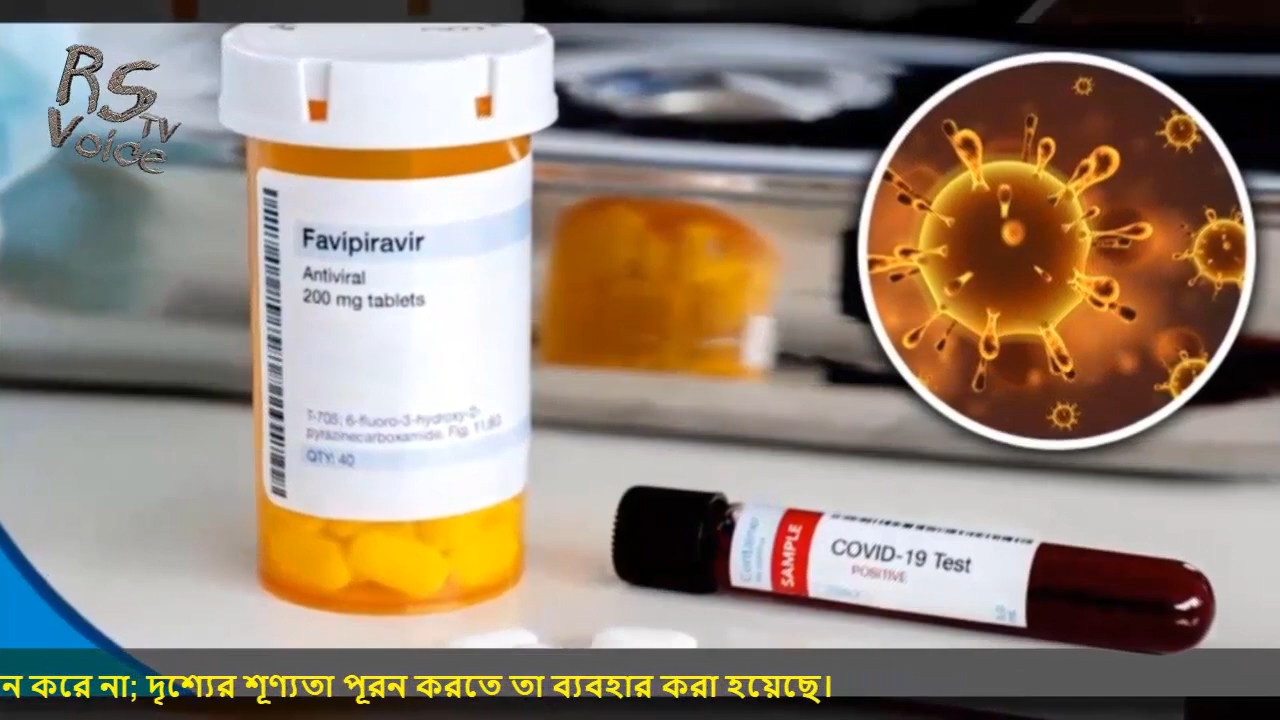 RS
TV
Voice
Favipiravir
Antiviral
200 mg tablets
T-705; 6-fluoro-3-hydroxy-2-
pyrazinecarboxamide. Fig. 11,63
QTY: 40
SAMPLE
COVID-19 Test
POSITIVE
ন করে না; দৃশ্যের শূণ্যতা পূরন করতে তা ব্যবহার করা হয়েছে।